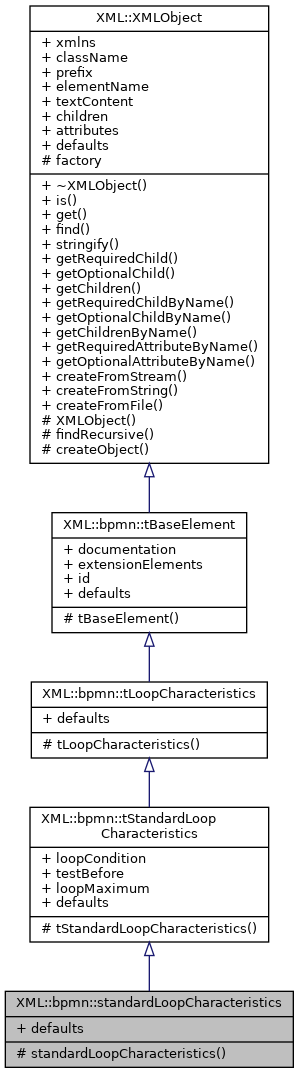 XML::XMLObject
+ xmlns
+ className
+ prefix
+ elementName
+ textContent
+ children
+ attributes
+ defaults
# factory
+ ~XMLObject()
+ is()
+ get()
+ find()
+ stringify()
+ getRequiredChild()
+ getOptionalChild()
+ getChildren()
+ getRequiredChildByName()
+ getOptionalChildByName()
+ getChildrenByName()
+ getRequiredAttributeByName()
+ getOptionalAttributeByName()
+ createFromStream()
+ createFromString()
+ createFromFile()
# XMLObject()
# findRecursive()
# createObject()
XML::bpmn::tBaseElement
+ documentation
+ extensionElements
+ id
+ defaults
# tBaseElement()
XML::bpmn::tLoopCharacteristics
+ defaults
# tLoopCharacteristics()
XML::bpmn::tStandardLoop
Characteristics
+ loopCondition
+ testBefore
+ loopMaximum
+ defaults
# tStandardLoopCharacteristics()
XML::bpmn::standardLoopCharacteristics
+ defaults
# standardLoopCharacteristics()